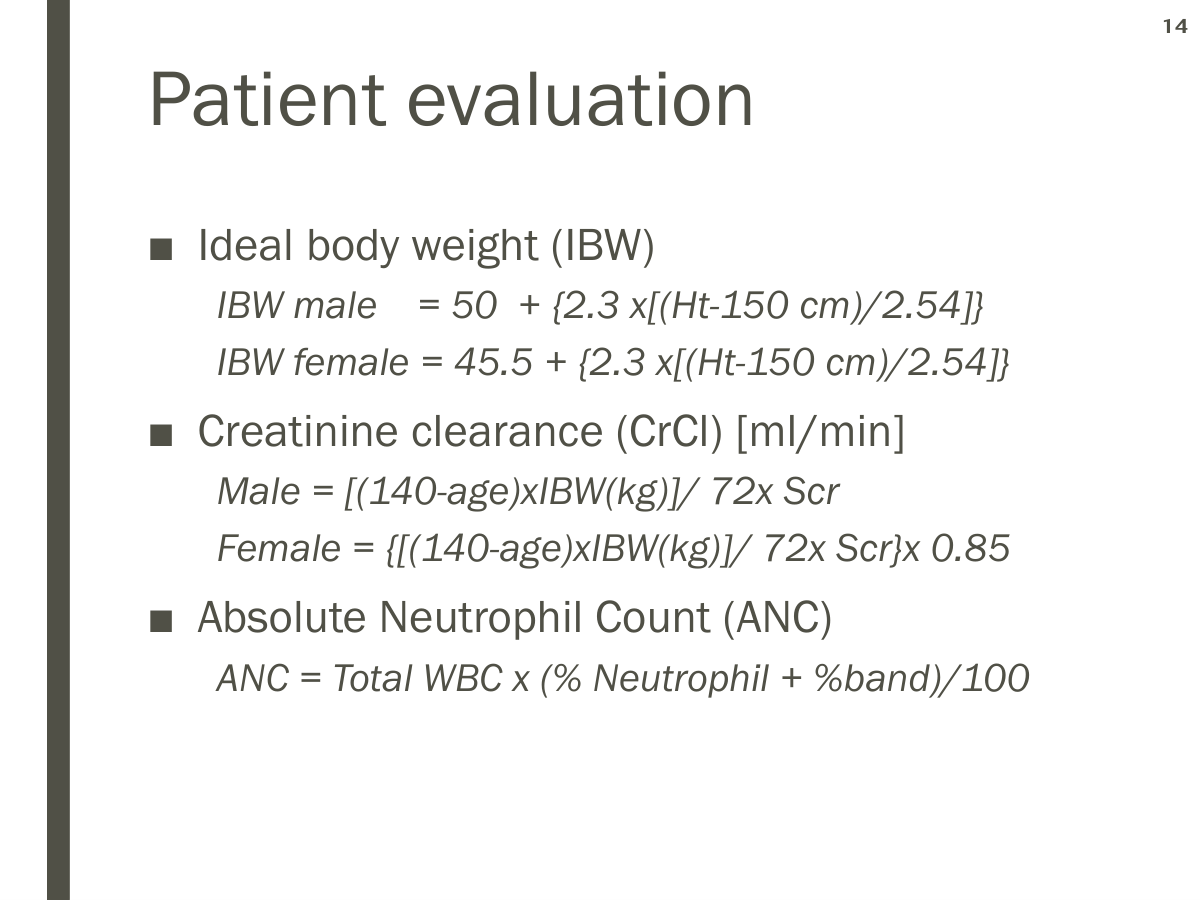 14
Patient evaluation
■ Ideal body weight (IBW)
IBW male = 50 + {2.3 x[(Ht-150 cm)/2.54]}
IBW female = 45.5 + {2.3 x[(Ht-150 cm)/2.54]}
■ Creatinine clearance (CrCl) [ml/min]
Male = [(140-age)xIBW(kg)]/ 72x Scr
Female = {[(140-age)xIBW(kg)]/ 72x Scr}x 0.85
■ Absolute Neutrophil Count (ANC)
ANC = Total WBC x (% Neutrophil + %band)/100